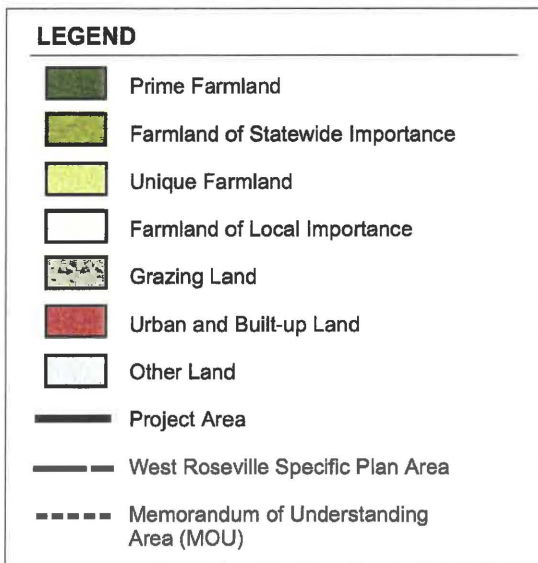 LEGEND
Prime Farmland
Farmland of Statewide Importance
Unique Farmland
Farmland of Local Importance
Grazing Land
Urban and Built-up Land
Other Land
Project Area
West Roseville Specific Plan Area
Memorandum of Understanding
Area (MOU)